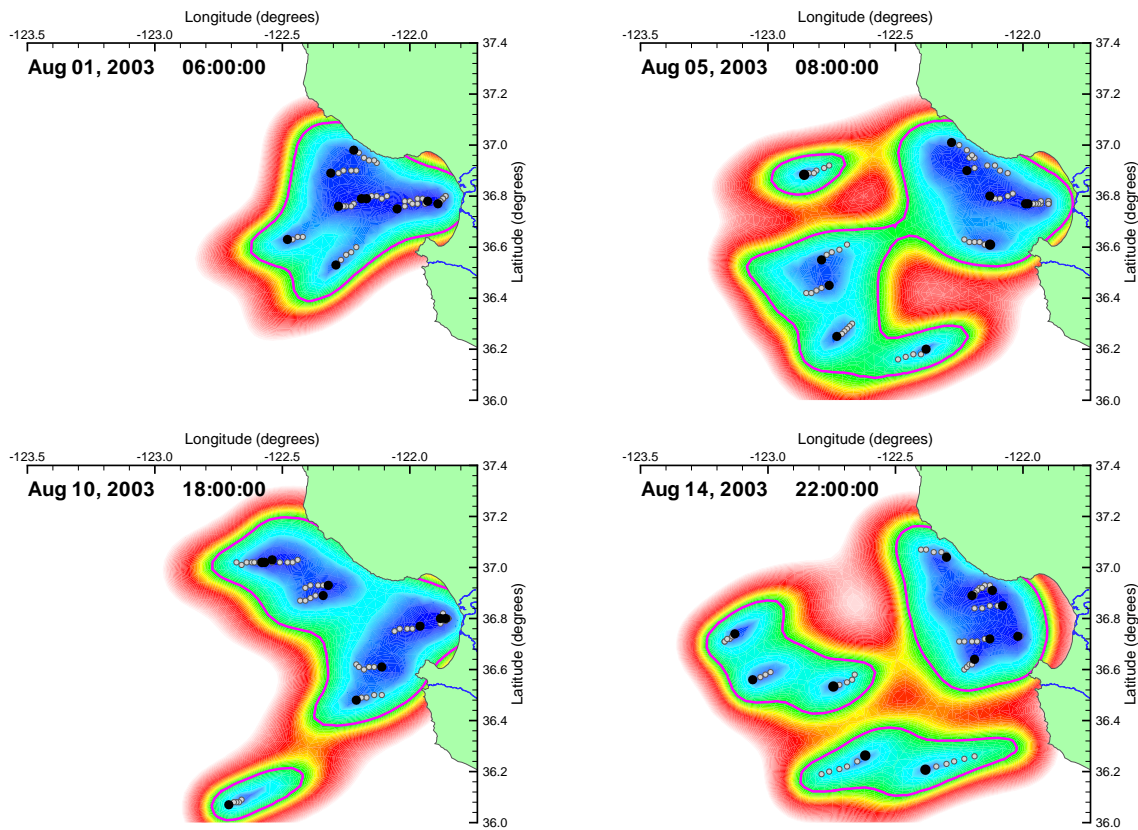 Longitude (degrees)
-123.5 -123.0 -122.5 -122.0
Aug 01, 2003 06:00:00
37.4
37.2
37.0
36.8
36.6
36.4
36.2
36.0
Latitude (degrees)
Longitude (degrees)
-123.5 -123.0 -122.5 -122.0
Aug 05, 2003 08:00:00
37.4
37.2
37.0
36.8
36.6
36.4
36.2
36.0
Latitude (degrees)
Longitude (degrees)
-123.5 -123.0 -122.5 -122.0
Aug 10, 2003 18:00:00
37.4
37.2
37.0
36.8
36.6
36.4
36.2
36.0
Latitude (degrees)
Longitude (degrees)
-123.5 -123.0 -122.5 -122.0
Aug 14, 2003 22:00:00
37.4
37.2
37.0
36.8
36.6
36.4
36.2
36.0
Latitude (degrees)